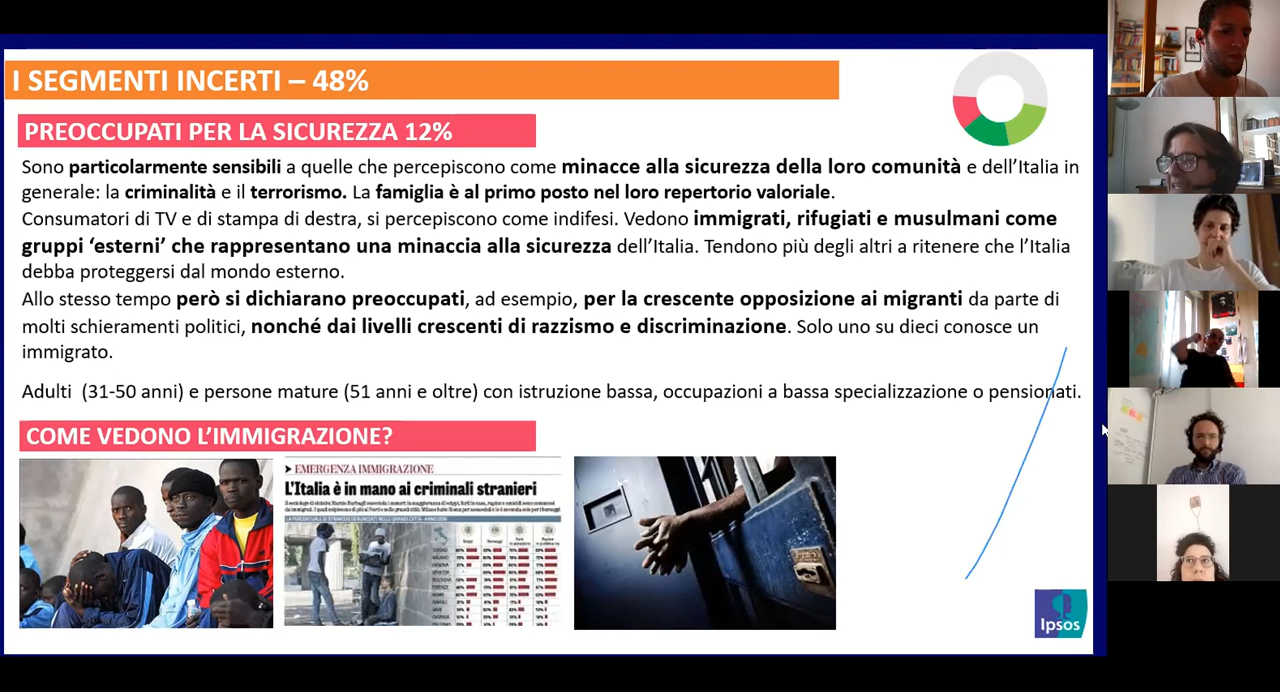 I SEGMENTI INCERTI – 48%
PREOCCUPATI PER LA SICUREZZA 12%
Sono particolarmente sensibili a quelle che percepiscono come minacce alla sicurezza della loro comunità e dell’Italia in
generale: la criminalità e il terrorismo. La famiglia è al primo posto nel loro repertorio valoriale.
Consumatori di TV e di stampa di destra, si percepiscono come indifesi. Vedono immigrati, rifugiati e musulmani come
gruppi ‘esterni’ che rappresentano una minaccia alla sicurezza dell’Italia. Tendono più degli altri a ritenere che l’Italia
debba proteggersi dal mondo esterno.
Allo stesso tempo però si dichiarano preoccupati, ad esempio, per la crescente opposizione ai migranti da parte di
molti schieramenti politici, nonché dai livelli crescenti di razzismo e discriminazione. Solo uno su dieci conosce un
immigrato.
Adulti (31-50 anni) e persone mature (51 anni e oltre) con istruzione bassa, occupazioni a bassa specializzazione o pensionati.
COME VEDONO L’IMMIGRAZIONE?
EMERGENZA IMMIGRAZIONE
L'Italia è in mano ai criminali stranieri
Ipsos